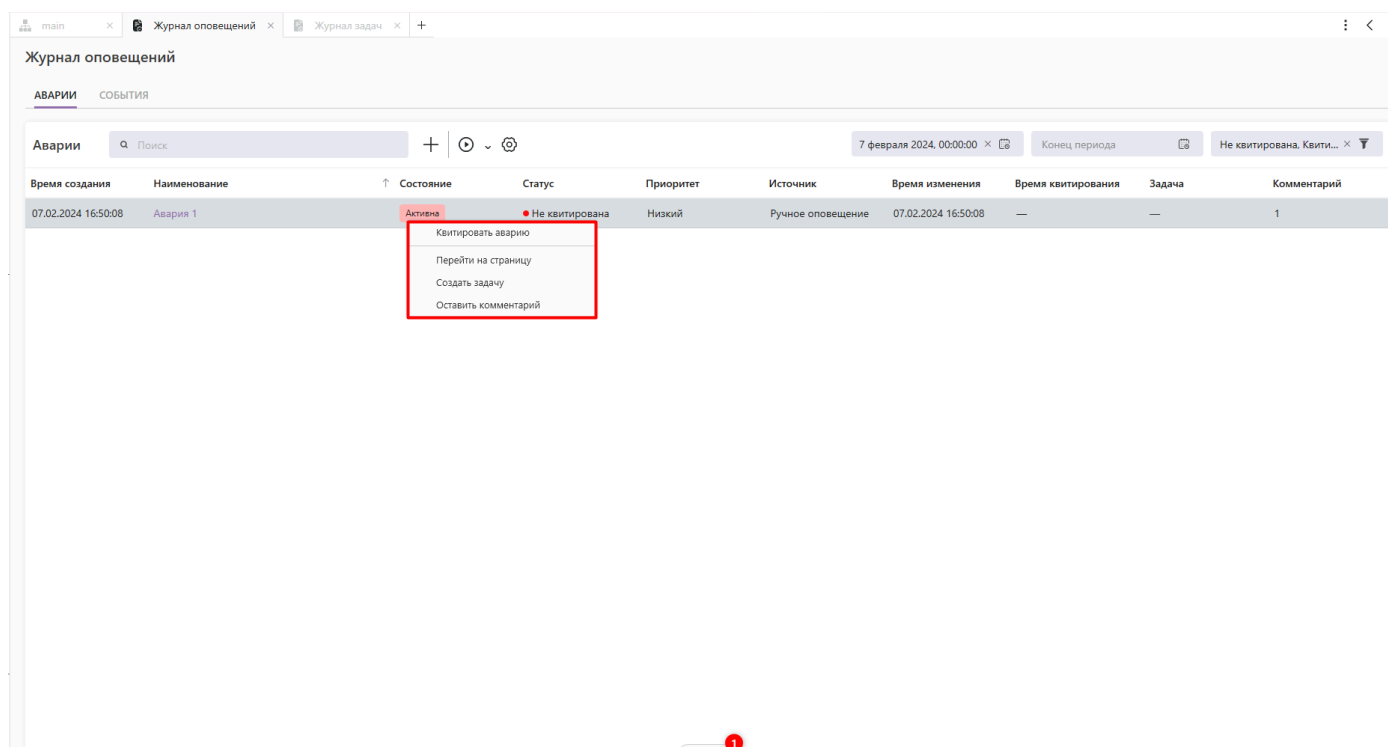 main Журнал оповещений Журнал задач
Журнал оповещений
АВАРИИ СОБЫТИЯ
Аварии Поиск 7 февраля 2024, 00:00:00 Конец периода Не квитирована, Квити...
Время создания Наименование Состояние Статус Приоритет Источник Время изменения Время квитирования Задача Комментарий
07.02.2024 16:50:08 Авария 1 Активна Не квитирована Низкий Ручное оповещение 07.02.2024 16:50:08 — — 1
Квитировать аварию
Перейти на страницу
Создать задачу
Оставить комментарий
1